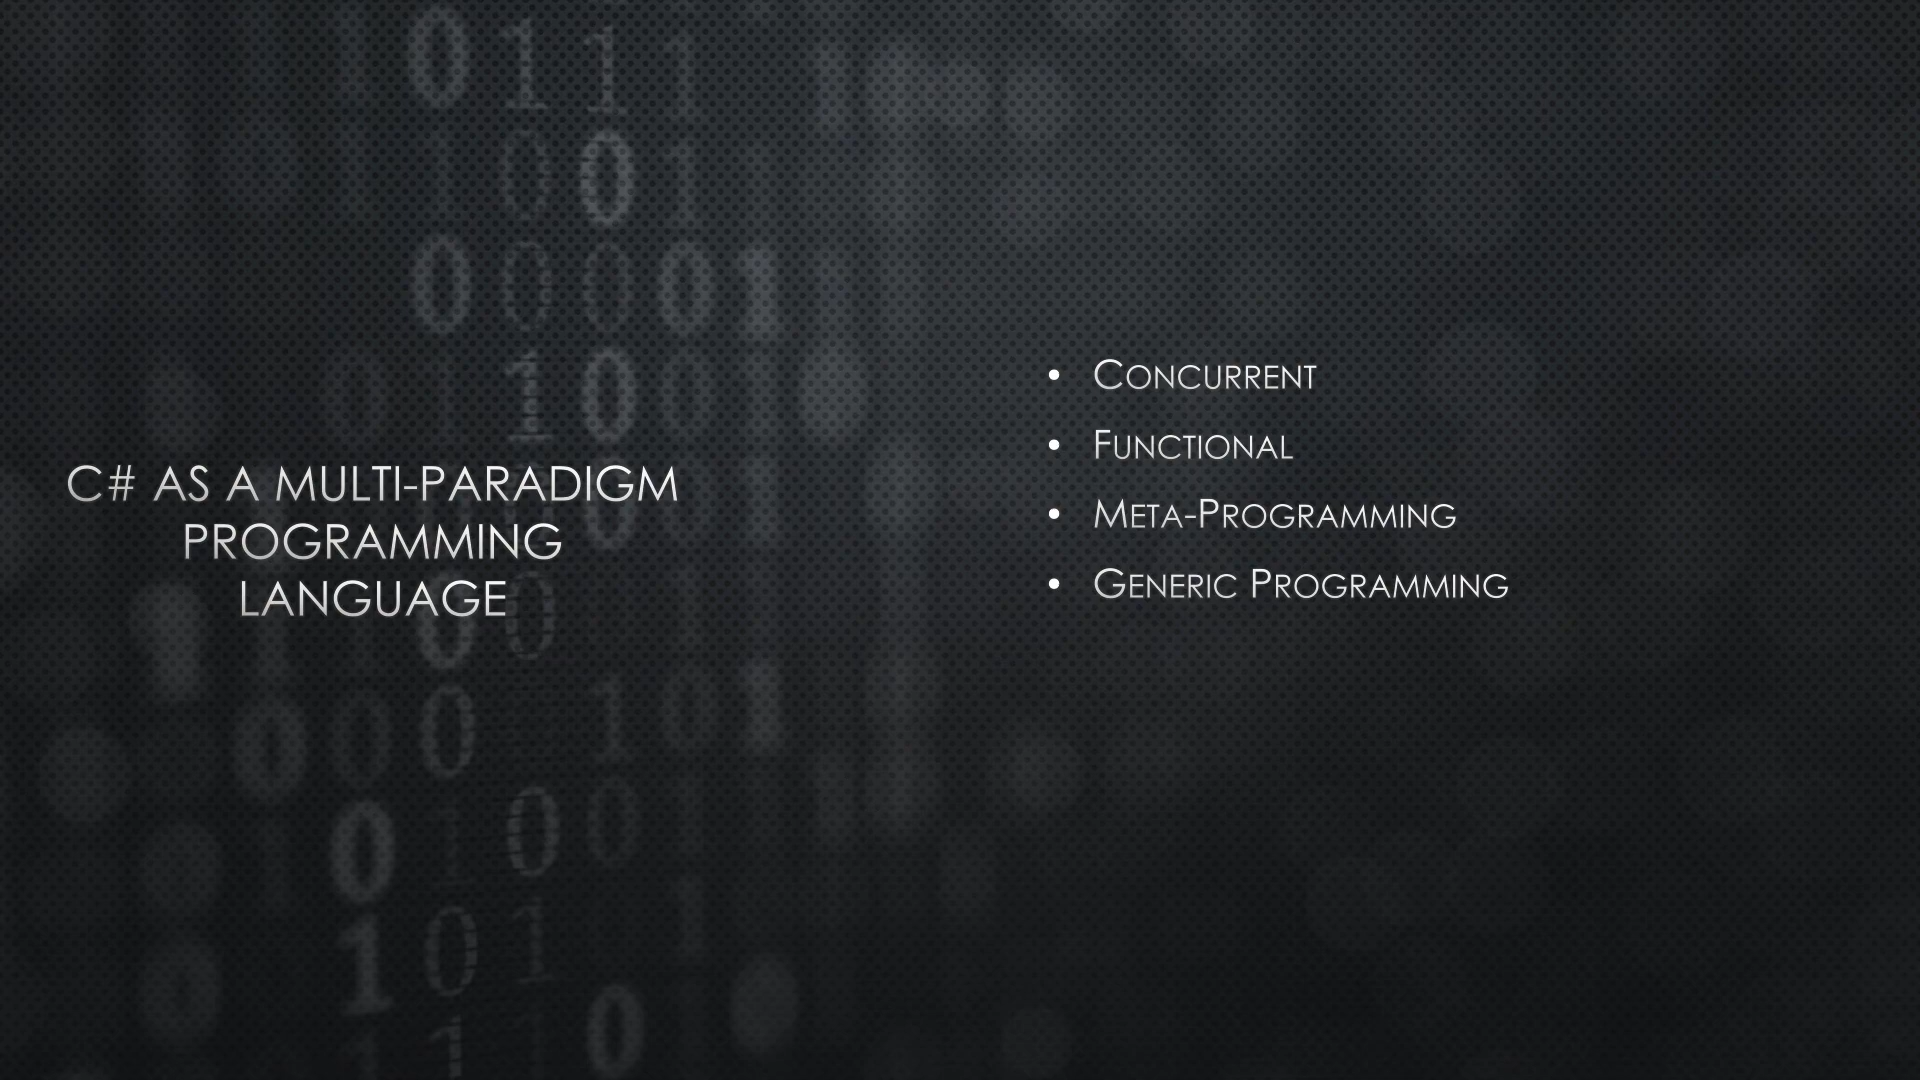 C# AS A MULTI-PARADIGM
PROGRAMMING
LANGUAGE
• CONCURRENT
• FUNCTIONAL
• META-PROGRAMMING
• GENERIC PROGRAMMING